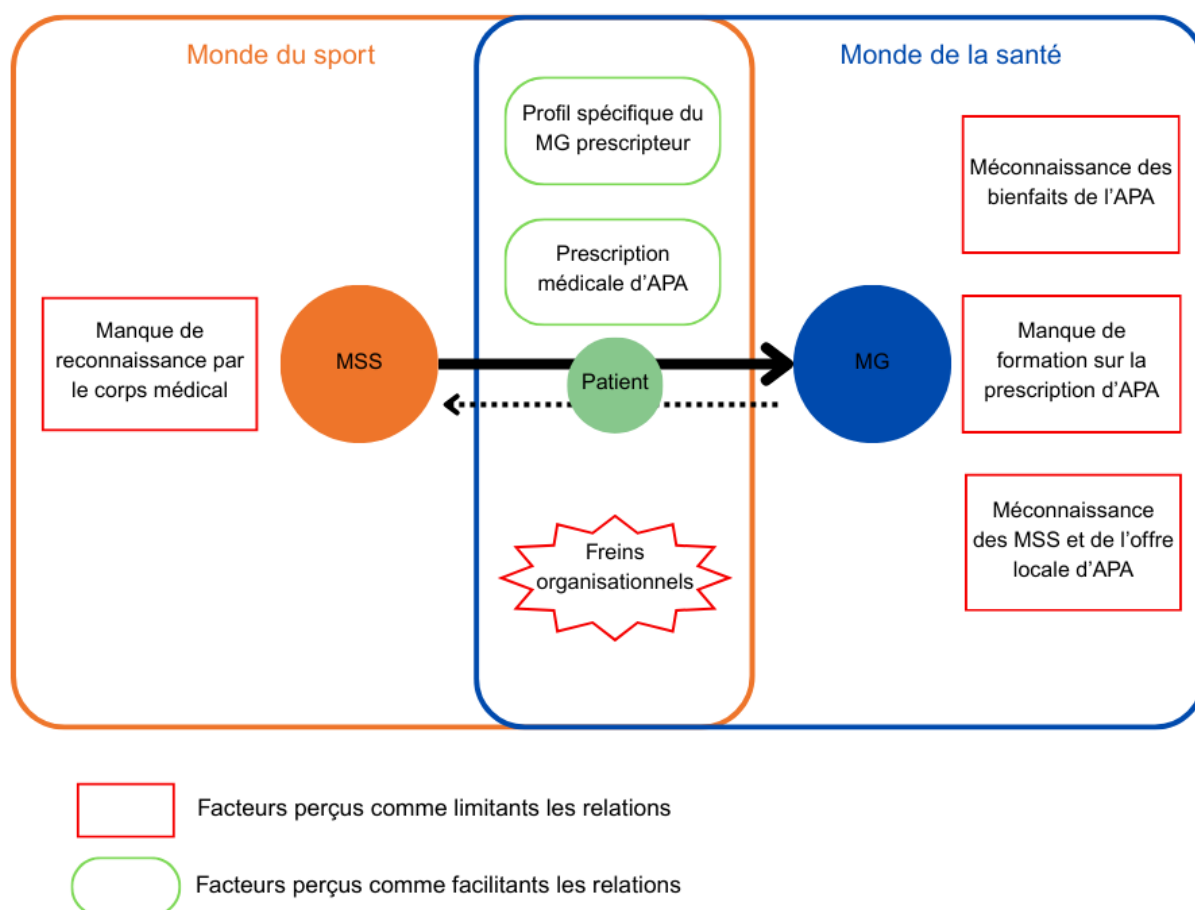 Monde du sport
Monde de la santé
Profil spécifique du
MG prescripteur
Prescription
médicale d'APA
Manque de
reconnaissance par
le corps médical
MSS
Patient
MG
Méconnaissance des
bienfaits de l'APA
Manque de
formation sur la
prescription d'APA
Méconnaissance
des MSS et de l'offre
locale d'APA
Freins
organisationnels
Facteurs perçus comme limitants les relations
Facteurs perçus comme facilitants les relations